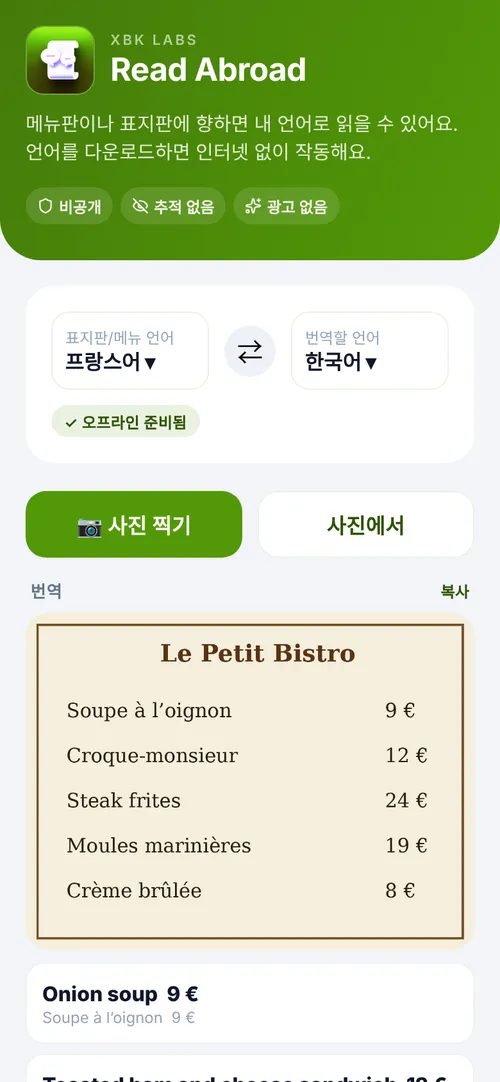 XBK LABS
Read Abroad
메뉴판이나 표지판에 향하면 내 언어로 읽을 수 있어요.
언어를 다운로드하면 인터넷 없이 작동해요.
비공개
추적 없음
광고 없음
표지판/메뉴 언어
프랑스어 ▾
번역할 언어
한국어 ▾
✓ 오프라인 준비됨
📷 사진 찍기
사진에서
번역
복사
Le Petit Bistro
Soupe à l’oignon 9 €
Croque-monsieur 12 €
Steak frites 24 €
Moules marinières 19 €
Crème brûlée 8 €
Onion soup 9 €
Soupe à l’oignon 9 €
Toasted ham and cheese sandwich 12 €